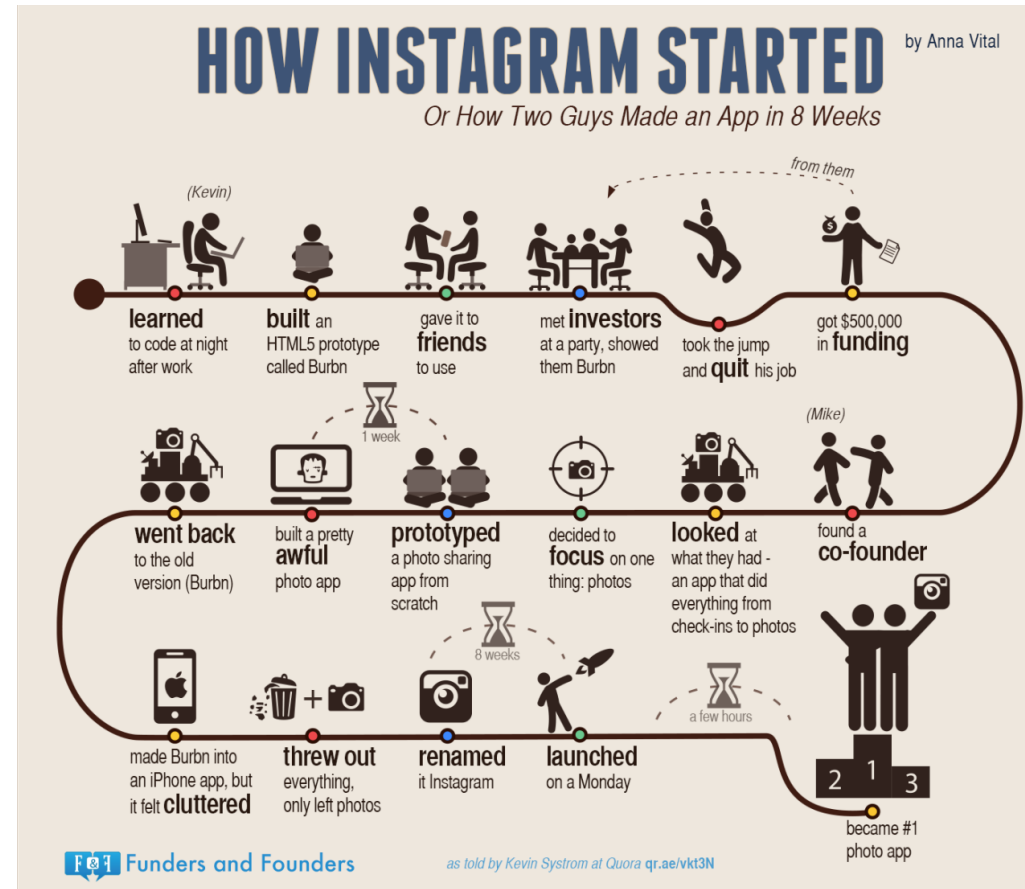 HOW INSTAGRAM STARTED
by Anna Vital
Or How Two Guys Made an App in 8 Weeks
from them
(Kevin)
$
learned
to code at night
after work
built an
HTML5 prototype
called Burbn
gave it to
friends
to use
met investors
at a party, showed
them Burbn
took the jump
and quit his job
got $500,000
in funding
(Mike)
found a
co-founder
looked at
what they had -
an app that did
everything from
check-ins to photos
decided to
focus on one
thing: photos
prototyped
a photo sharing
app from
scratch
1 week
built a pretty
awful
photo app
went back
to the old
version (Burbn)
made Burbn into
an iPhone app, but
it felt cluttered
threw out
everything,
only left photos
renamed
it Instagram
8 weeks
launched
on a Monday
a few hours
2 1 3
became #1
photo app
F&F Funders and Founders
as told by Kevin Systrom at Quora qr.ae/vkt3N